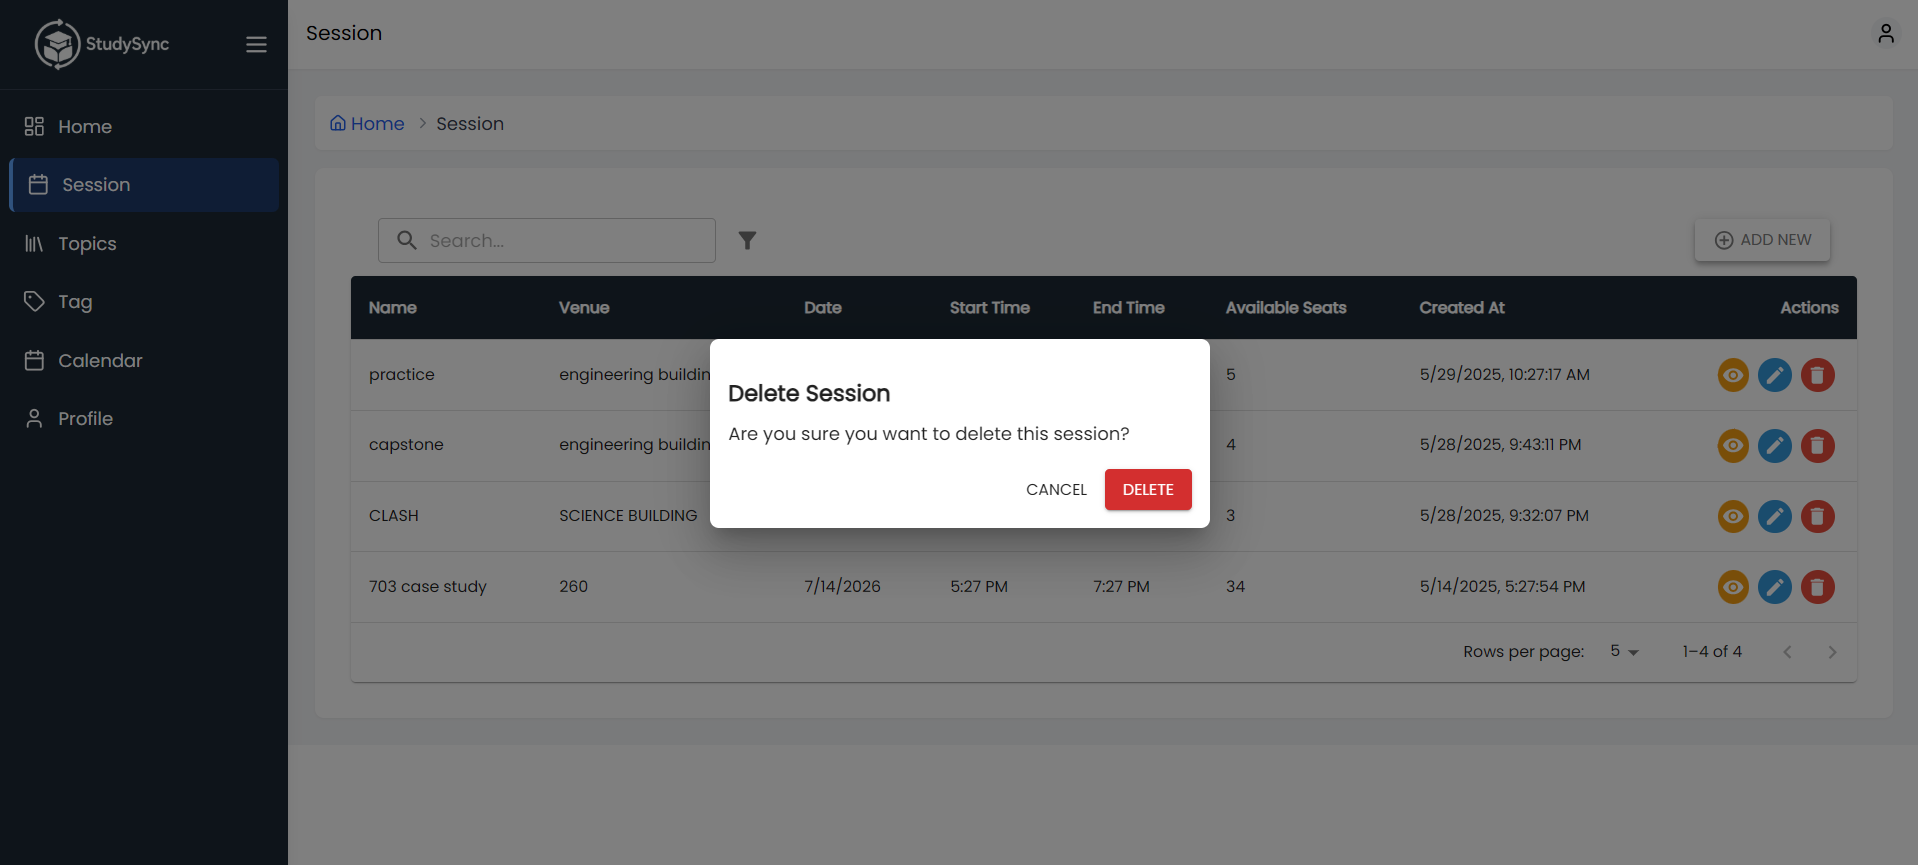 StudySync
Session
Home
Session
Topics
Tag
Calendar
Profile
Home > Session
Search...
ADD NEW
Name Venue Date Start Time End Time Available Seats Created At Actions
practice engineering buildin 5 5/29/2025, 10:27:17 AM
capstone engineering buildin 4 5/28/2025, 9:43:11 PM
CLASH SCIENCE BUILDING 3 5/28/2025, 9:32:07 PM
703 case study 260 7/14/2026 5:27 PM 7:27 PM 34 5/14/2025, 5:27:54 PM
Rows per page: 5 1–4 of 4
Delete Session
Are you sure you want to delete this session?
CANCEL DELETE